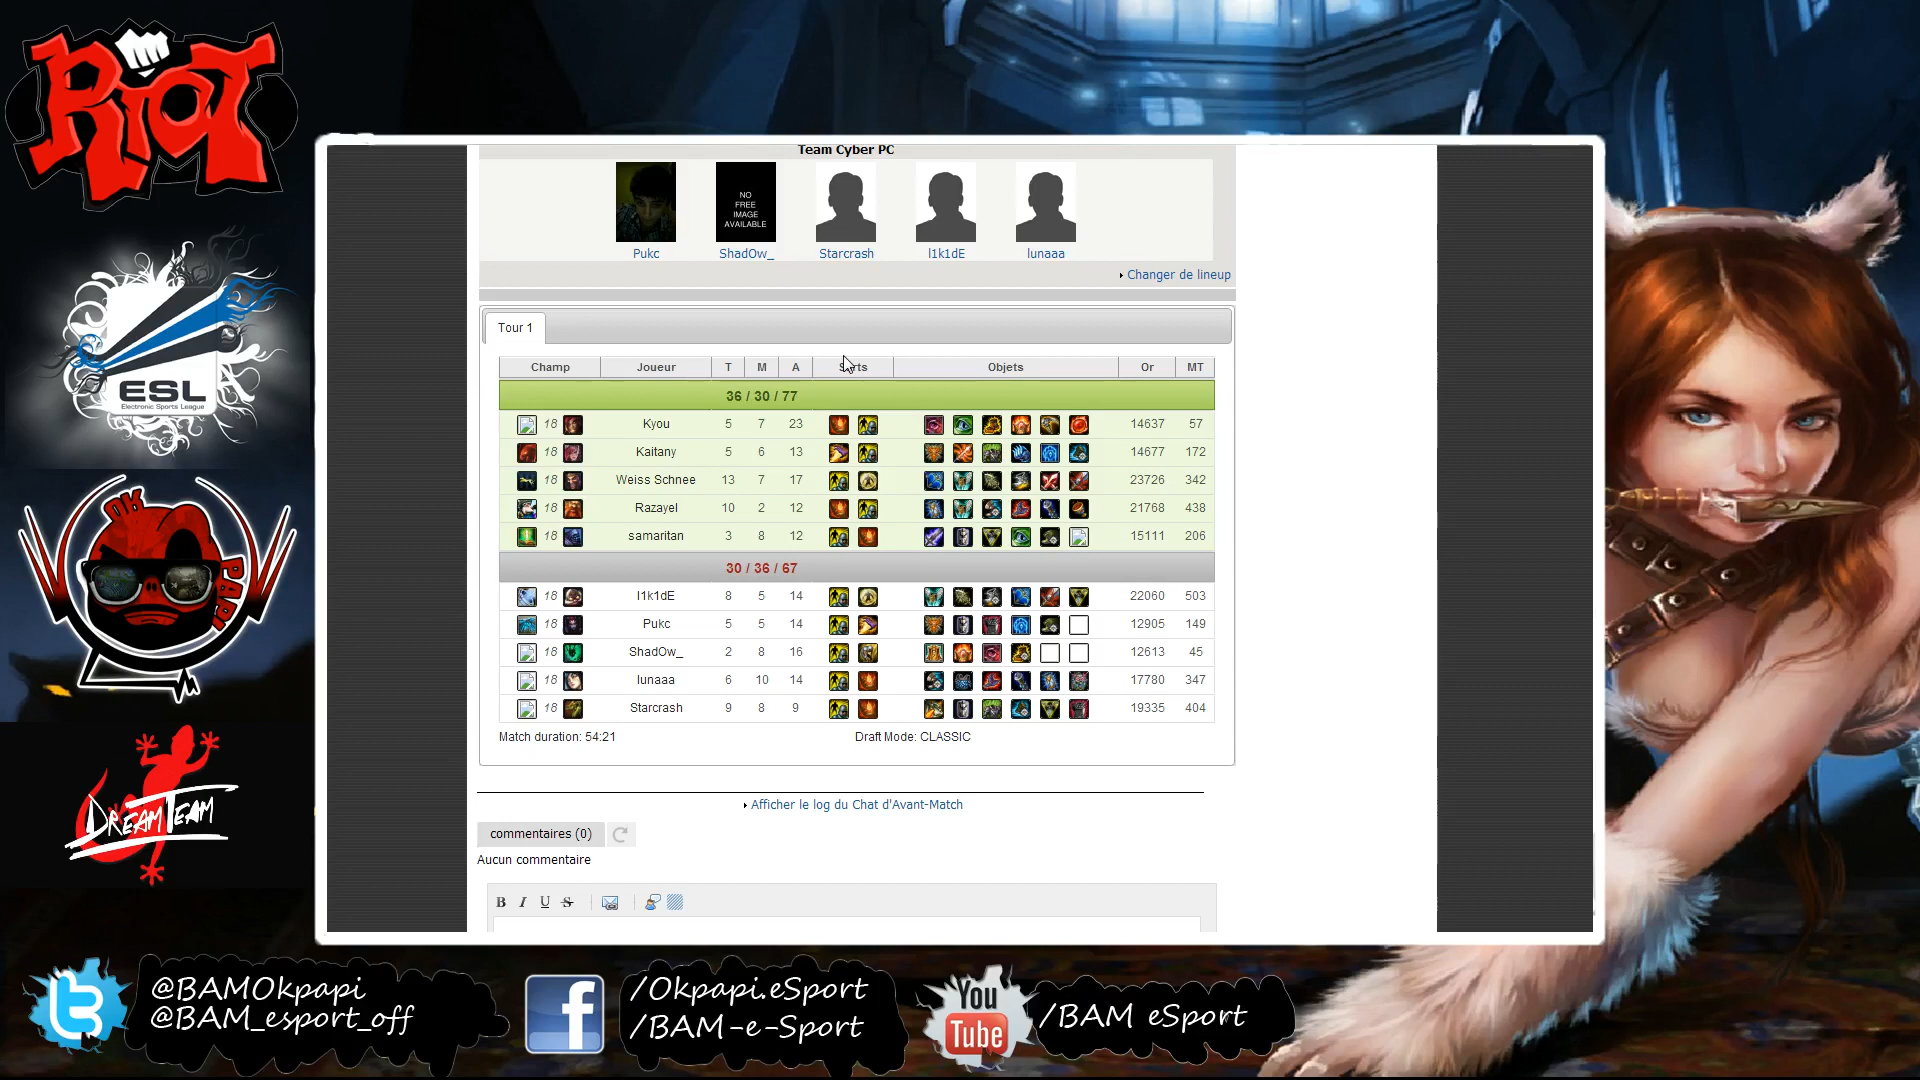 RIOT
ESL
Electronic Sports League
OK
PAPI
DREAMTEAM
Team Cyber PC
NO
FREE
IMAGE
AVAILABLE
Pukc ShadOw_ Starcrash l1k1dE lunaaa
Changer de lineup
Tour 1
Champ Joueur T M A Objets Or MT
36 / 30 / 77
18 Kyou 5 7 23 14637 57
18 Kaitany 5 6 13 14677 172
18 Weiss Schnee 13 7 17 23726 342
18 Razayel 10 2 12 21768 438
18 samaritan 3 8 12 15111 206
30 / 36 / 67
18 l1k1dE 8 5 14 22060 503
18 Pukc 5 5 14 12905 149
18 ShadOw_ 2 8 16 12613 45
18 lunaaa 6 10 14 17780 347
18 Starcrash 9 8 9 19335 404
Match duration: 54:21 Draft Mode: CLASSIC
Afficher le log du Chat d'Avant-Match
commentaires (0)
Aucun commentaire
B I U S
@BAMOkpapi
@BAM_esport_off
/Okpapi.eSport
/BAM-e-Sport
You
Tube
/BAM eSport